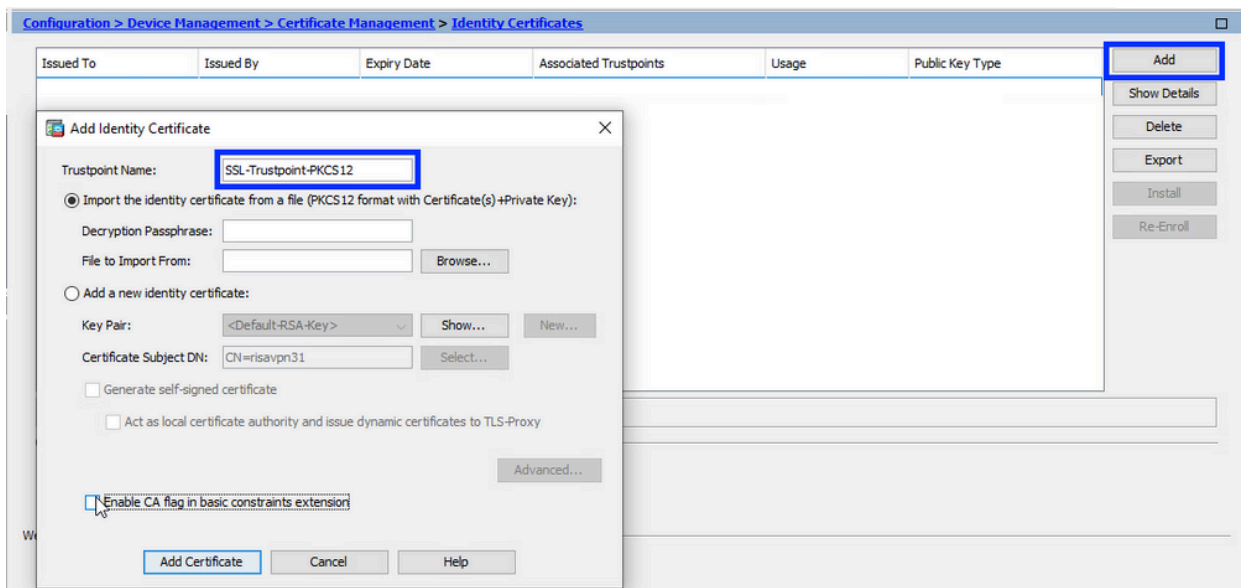 Configuration > Device Management > Certificate Management > Identity Certificates
Issued To Issued By Expiry Date Associated Trustpoints Usage Public Key Type
Add
Show Details
Delete
Export
Install
Re-Enroll
Add Identity Certificate
Trustpoint Name: SSL-Trustpoint-PKCS12
Import the identity certificate from a file (PKCS12 format with Certificate(s)+Private Key):
Decryption Passphrase:
File to Import From: Browse...
Add a new identity certificate:
Key Pair: <Default-RSA-Key> Show... New...
Certificate Subject DN: CN=risavpn31 Select...
Generate self-signed certificate
Act as local certificate authority and issue dynamic certificates to TLS-Proxy
Advanced...
Enable CA flag in basic constraints extension
Add Certificate Cancel Help